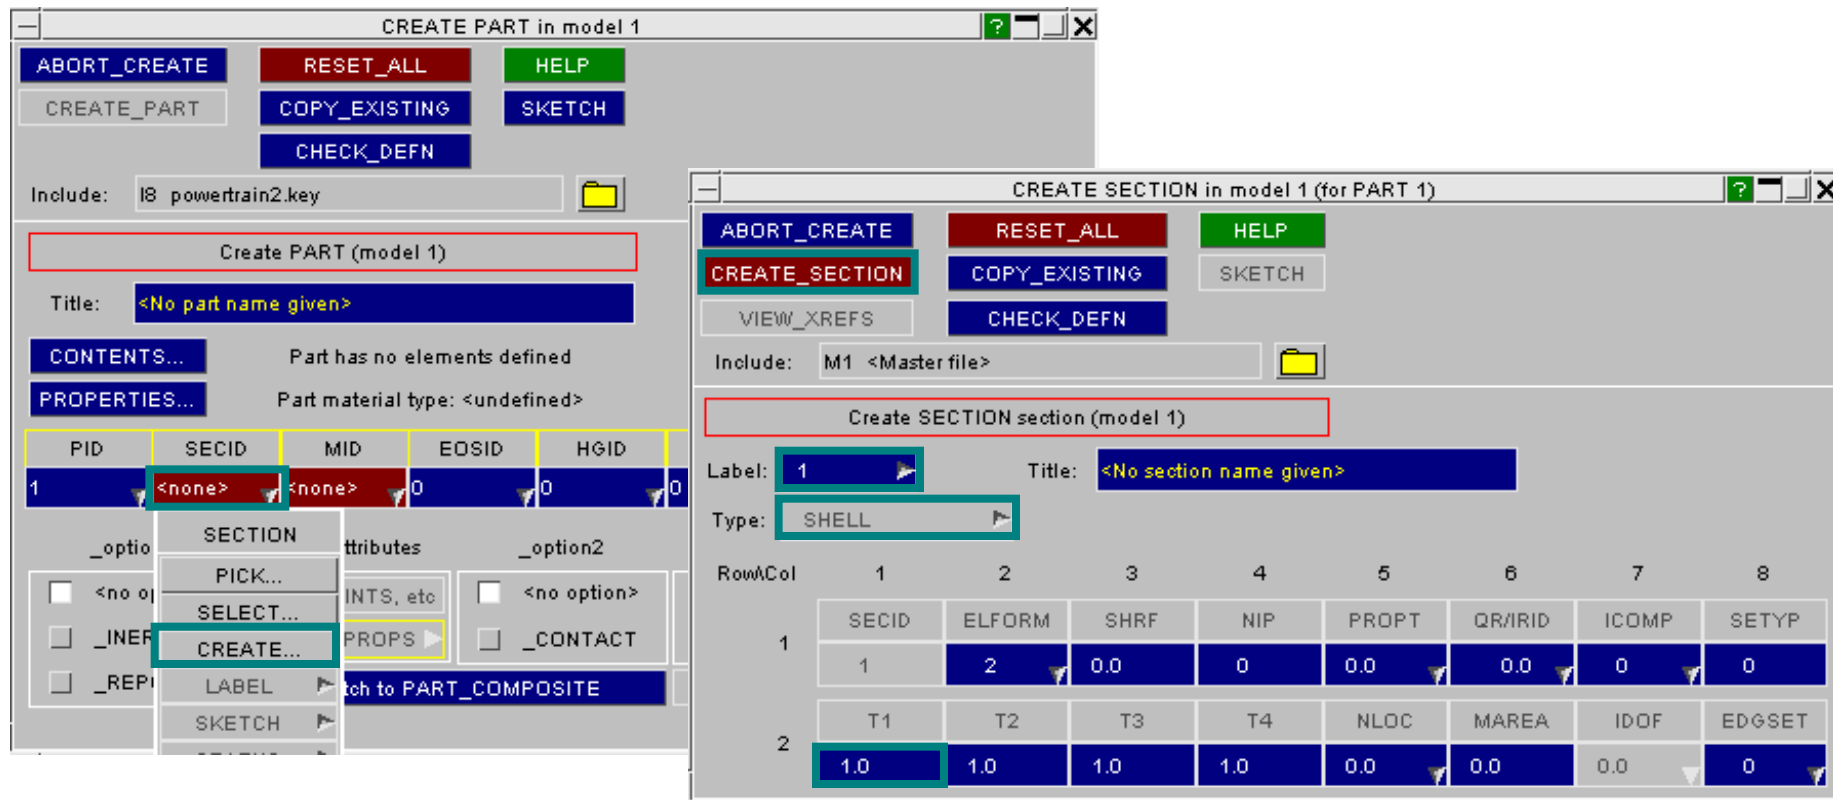 CREATE PART in model 1
?
ABORT_CREATE RESET_ALL HELP
CREATE_PART COPY_EXISTING SKETCH
CHECK_DEFN
Include: I8 powertrain2.key
Create PART (model 1)
Title: <No part name given>
CONTENTS... Part has no elements defined
PROPERTIES... Part material type: <undefined>
PID SECID MID EOSID HGID
1 <none> <none> 0 0 0
SECTION
PICK...
SELECT...
CREATE...
LABEL
SKETCH
_optio ttributes _option2
<no op INTS, etc <no option>
_INER PROPS _CONTACT
_REP tch to PART_COMPOSITE
CREATE SECTION in model 1 (for PART 1)
?
ABORT_CREATE RESET_ALL HELP
CREATE_SECTION COPY_EXISTING SKETCH
VIEW_XREFS CHECK_DEFN
Include: M1 <Master file>
Create SECTION section (model 1)
Label: 1 Title: <No section name given>
Type: SHELL
Row\Col 1 2 3 4 5 6 7 8
SECID ELFORM SHRF NIP PROPT QR/IRID ICOMP SETYP
1
1 2 0.0 0 0.0 0.0 0 0
T1 T2 T3 T4 NLOC MAREA IDOF EDGSET
2
1.0 1.0 1.0 1.0 0.0 0.0 0.0 0